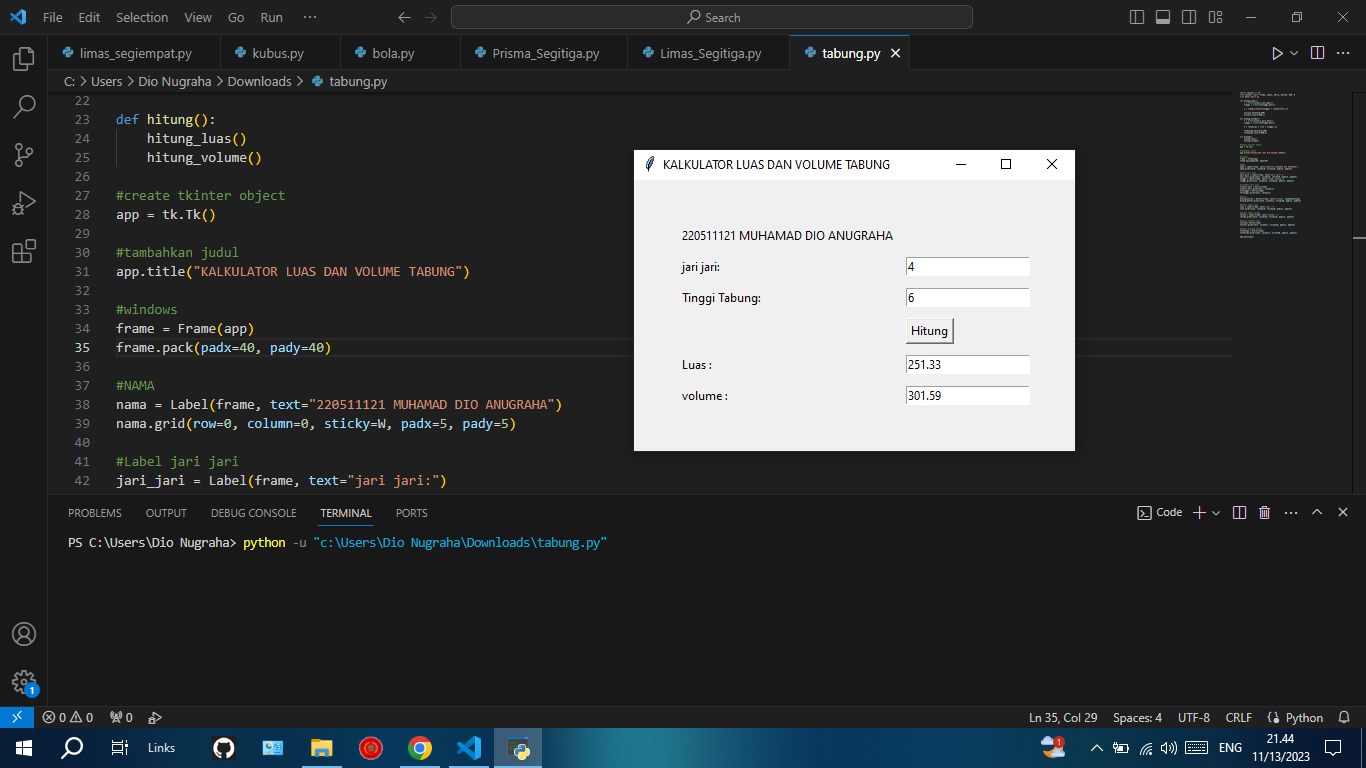 File Edit Selection View Go Run ··· Search
limas_segiempat.py kubus.py bola.py Prisma_Segitiga.py Limas_Segitiga.py tabung.py
C: > Users > Dio Nugraha > Downloads > tabung.py
22
23 def hitung():
24 hitung_luas()
25 hitung_volume()
26
27 #create tkinter object
28 app = tk.Tk()
29
30 #tambahkan judul
31 app.title("KALKULATOR LUAS DAN VOLUME TABUNG")
32
33 #windows
34 frame = Frame(app)
35 frame.pack(padx=40, pady=40)
36
37 #NAMA
38 nama = Label(frame, text="220511121 MUHAMAD DIO ANUGRAHA")
39 nama.grid(row=0, column=0, sticky=W, padx=5, pady=5)
40
41 #Label jari jari
42 jari_jari = Label(frame, text="jari jari:")
KALKULATOR LUAS DAN VOLUME TABUNG
220511121 MUHAMAD DIO ANUGRAHA
jari jari: 4
Tinggi Tabung: 6
Hitung
Luas : 251.33
volume : 301.59
PROBLEMS OUTPUT DEBUG CONSOLE TERMINAL PORTS Code
PS C:\Users\Dio Nugraha> python -u "c:\Users\Dio Nugraha\Downloads\tabung.py"
1
0 0 0 Ln 35, Col 29 Spaces: 4 UTF-8 CRLF Python
Links 1 ENG 21.44
11/13/2023